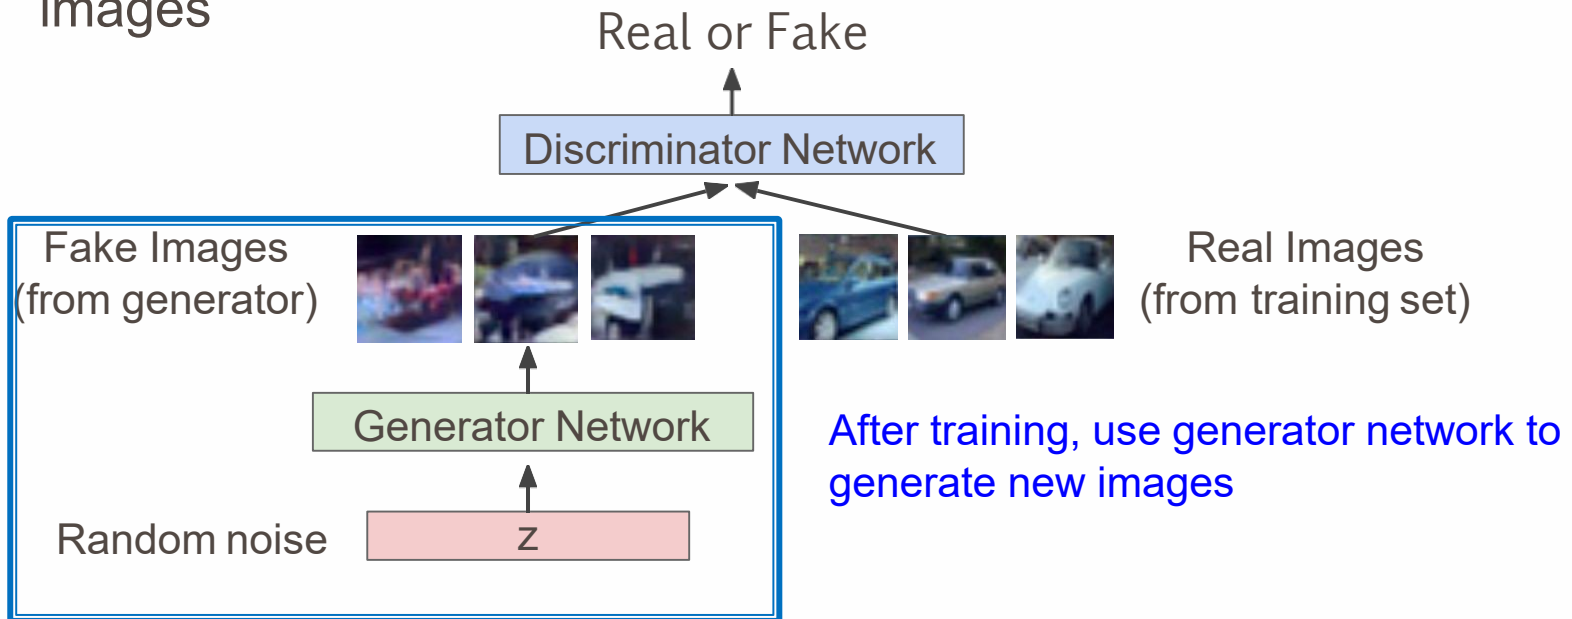 images
Real or Fake
Discriminator Network
Fake Images
(from generator)
Real Images
(from training set)
Generator Network
After training, use generator network to
generate new images
Random noise
z